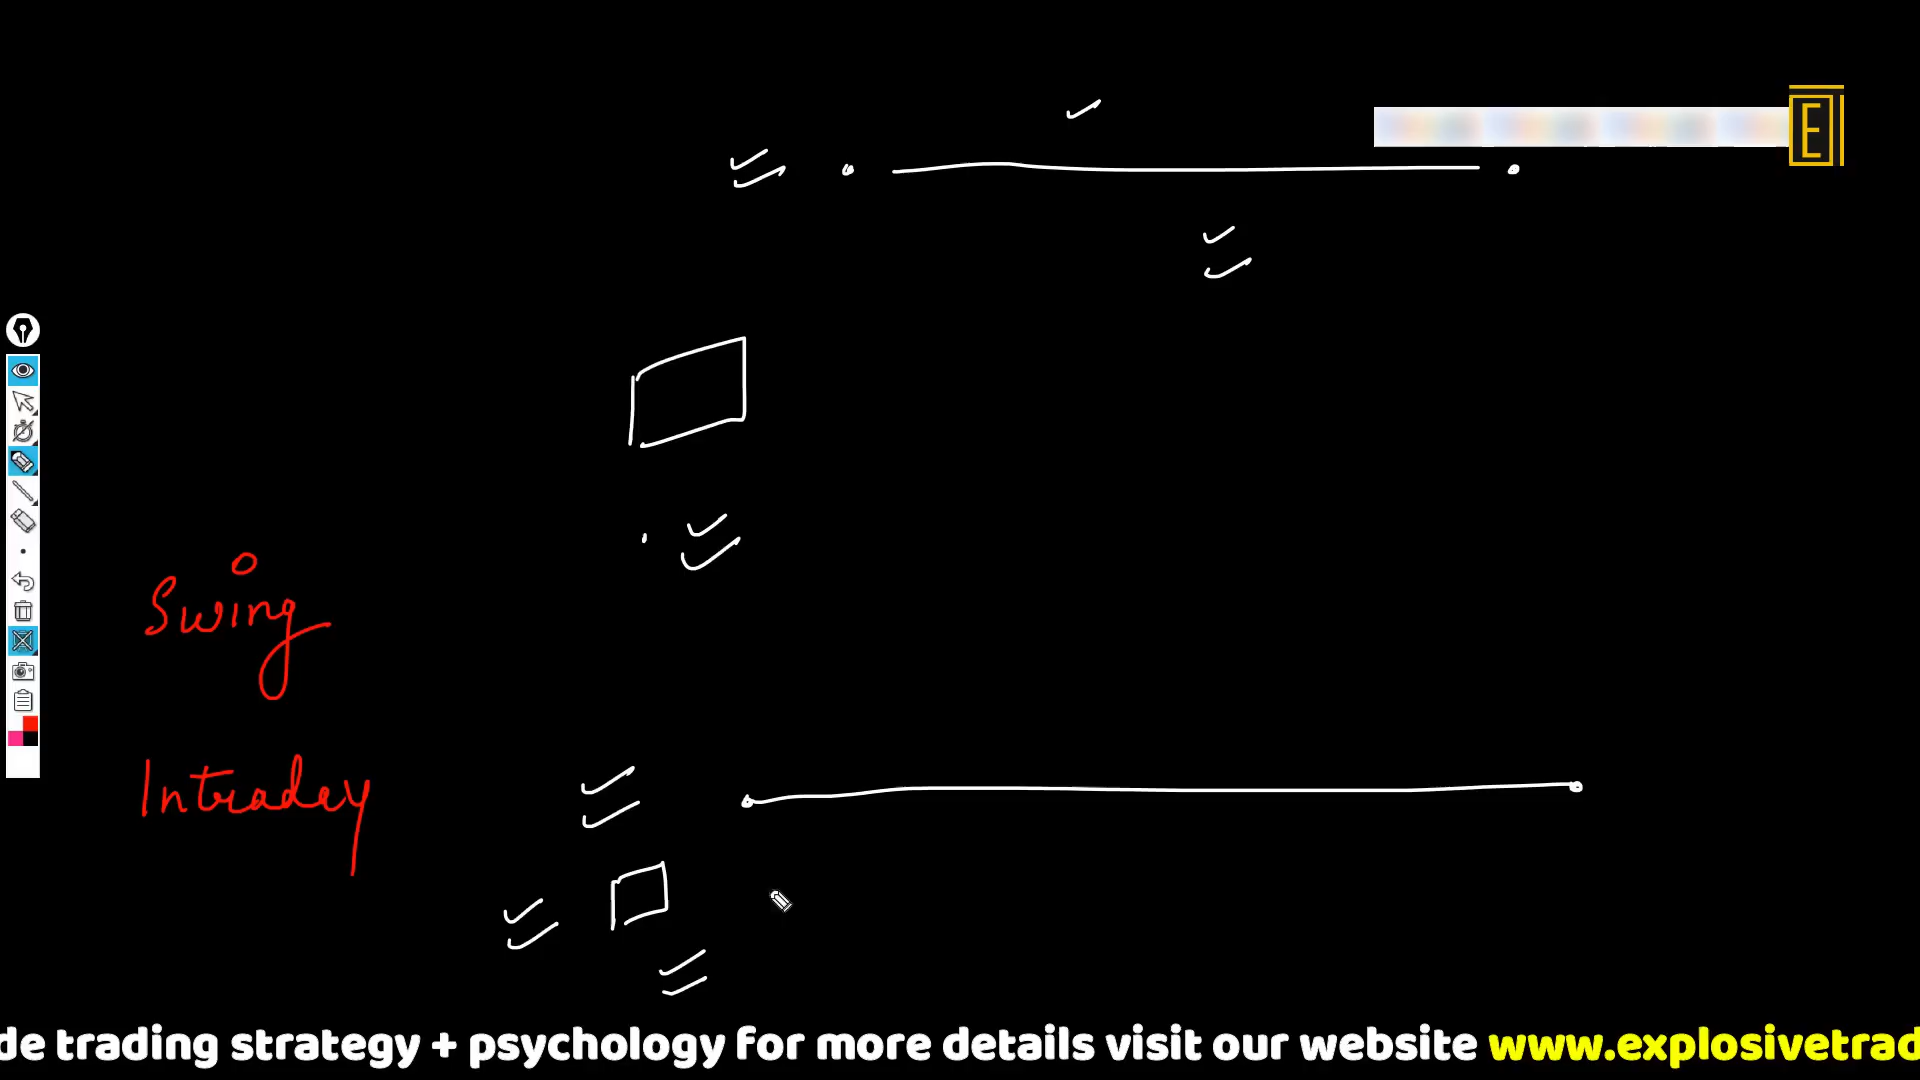 E
Swing
Intraday
de trading strategy + psychology for more details visit our website www.explosivetrad